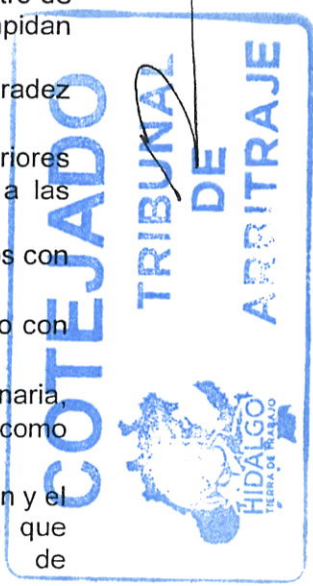 pidan
radez
riores
a las
s con
o con
naria,
como
n y el
que
de
COTEJADO
TRIBUNAL
DE
ARBITRAJE
HIDALGO
TIERRA DE TRABAJO